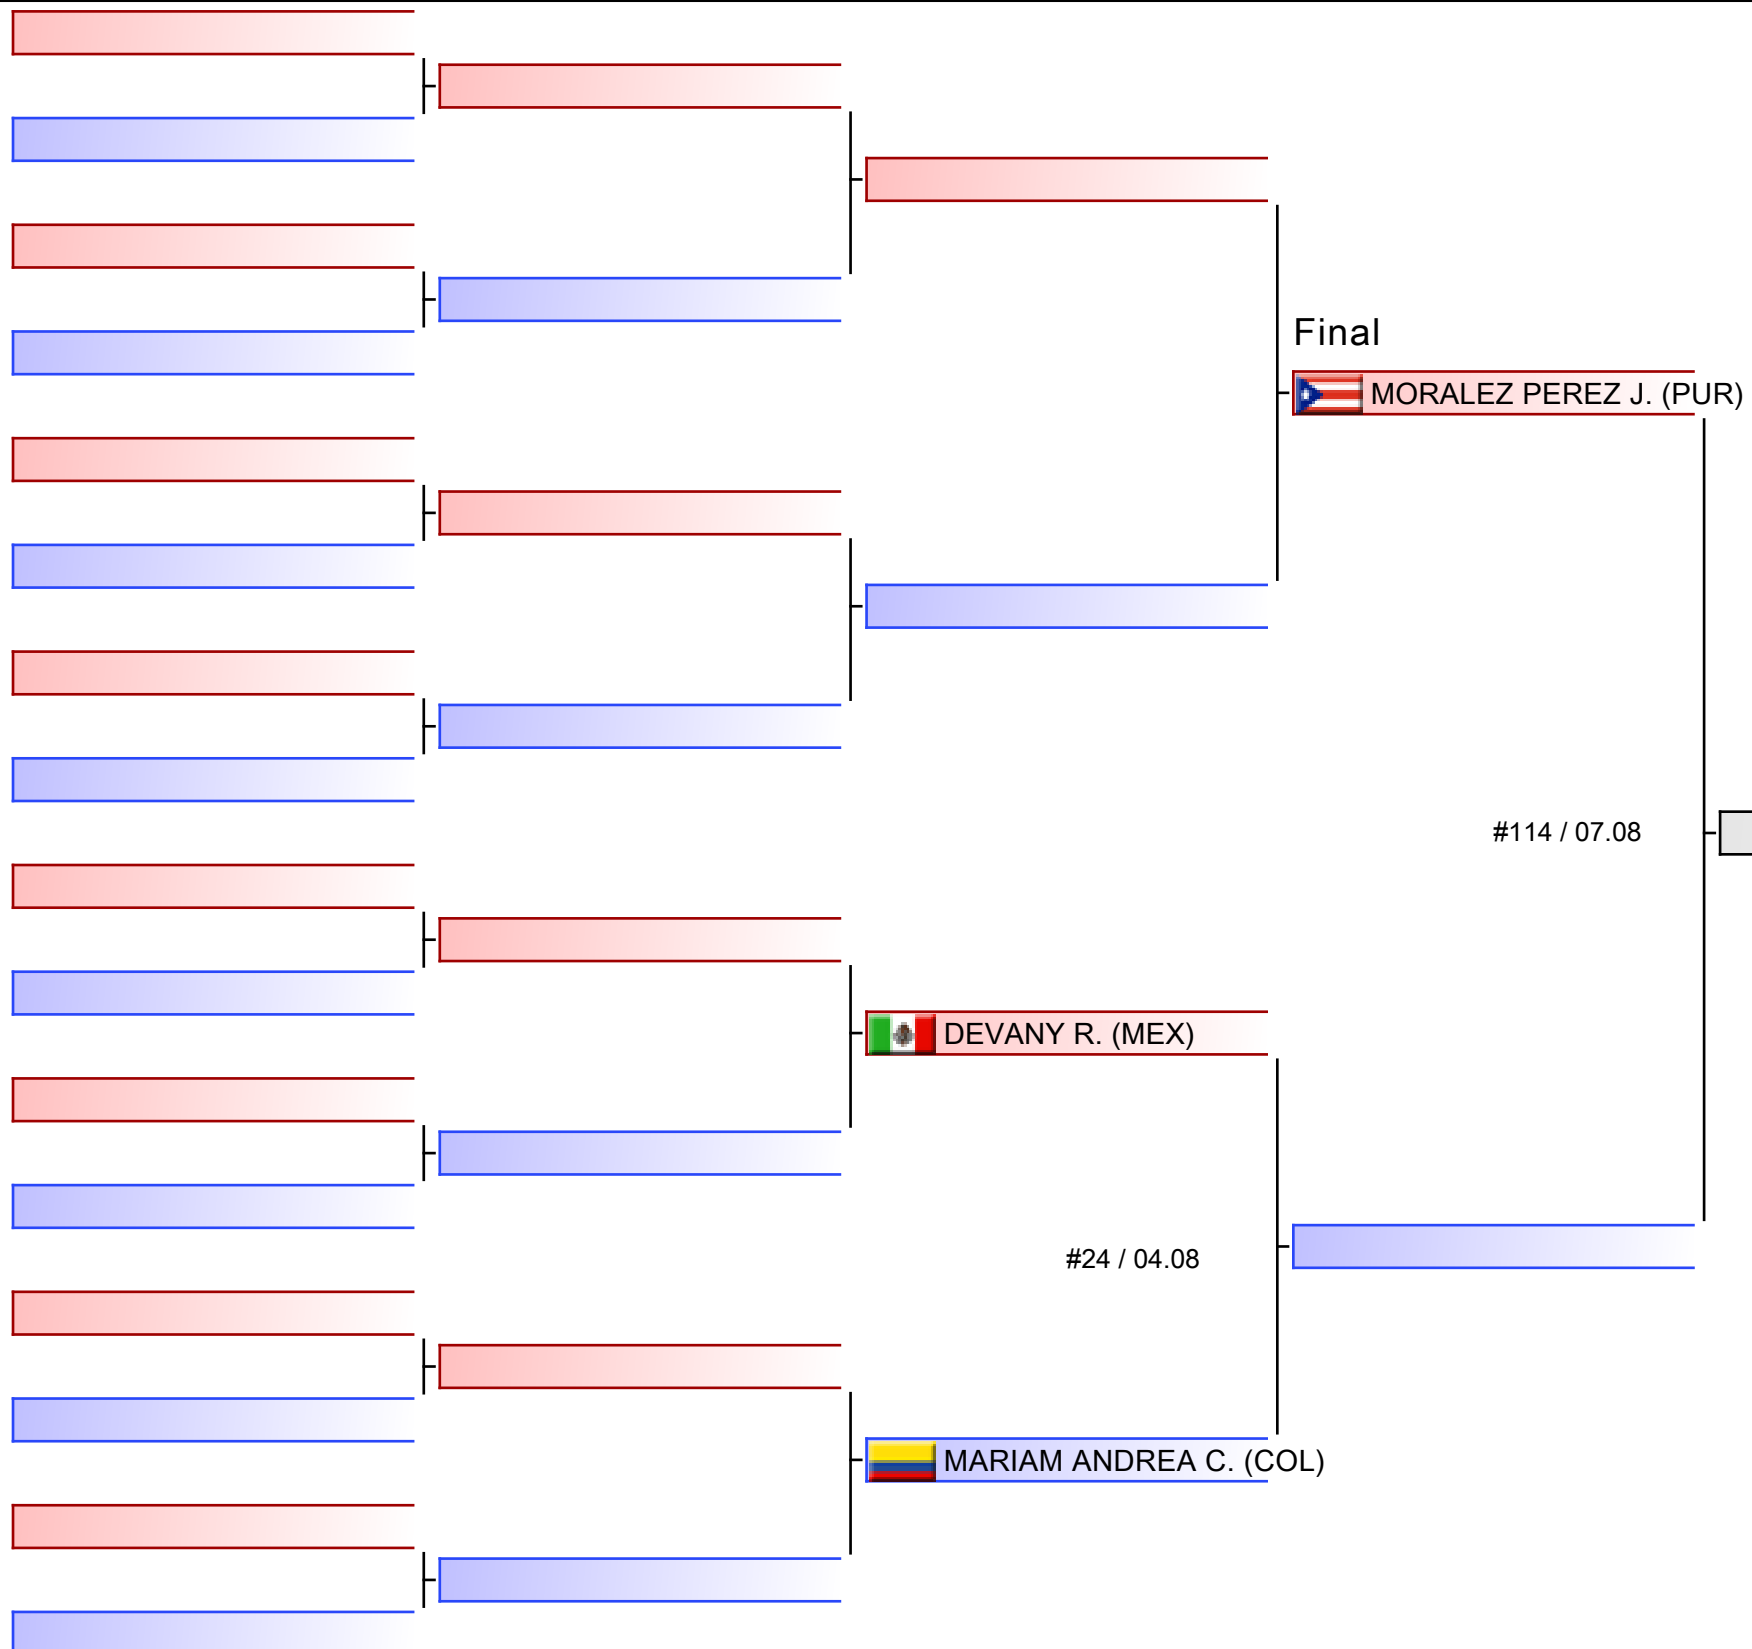 Final
MORALEZ PEREZ J. (PUR)
#114 / 07.08
DEVANY R. (MEX)
#24 / 04.08
MARIAM ANDREA C. (COL)